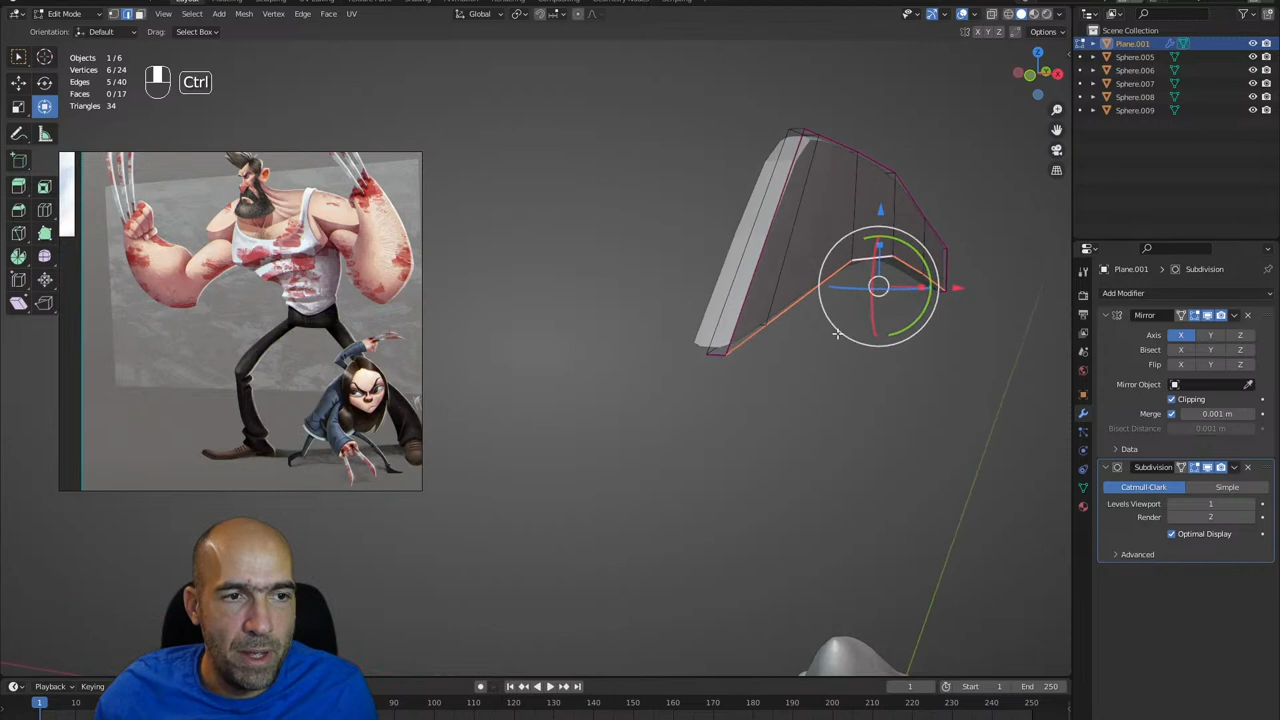 Edit Mode View Select Add Mesh Vertex Edge Face UV Global Options
Orientation: Default Drag: Select Box X Y Z Options
Objects 1/6
Vertices 6/24
Edges 5/40
Faces 0/17
Triangles 34
Ctrl
Z
X
Y
Scene Collection
Plane.001
Sphere.005
Sphere.006
Sphere.007
Sphere.008
Sphere.009
Plane.001 Subdivision
Add Modifier
Mirror
Axis X Y Z
Bisect X Y Z
Flip X Y Z
Mirror Object
Clipping
Merge 0.001 m
Bisect Distance 0.001 m
Data
Subdivision
Catmull-Clark Simple
Levels Viewport 1
Render 2
Optimal Display
Advanced
Playback Keying 1 Start 1 End 250
1 10 120 130 140 150 160 170 180 190 200 210 220 230 240 250